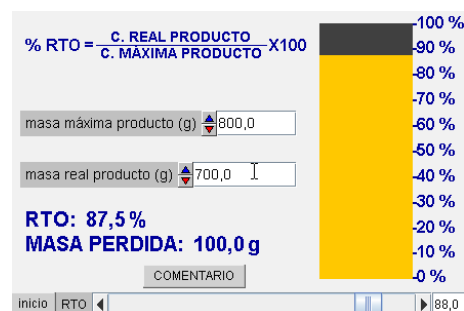 % RTO = C. REAL PRODUCTO X100
C. MÁXIMA PRODUCTO
masa máxima producto (g) 800,0
masa real producto (g) 700,0
RTO: 87,5 %
MASA PERDIDA: 100,0 g
COMENTARIO
100 %
90 %
80 %
70 %
60 %
50 %
40 %
30 %
20 %
10 %
0 %
inicio RTO 88,0